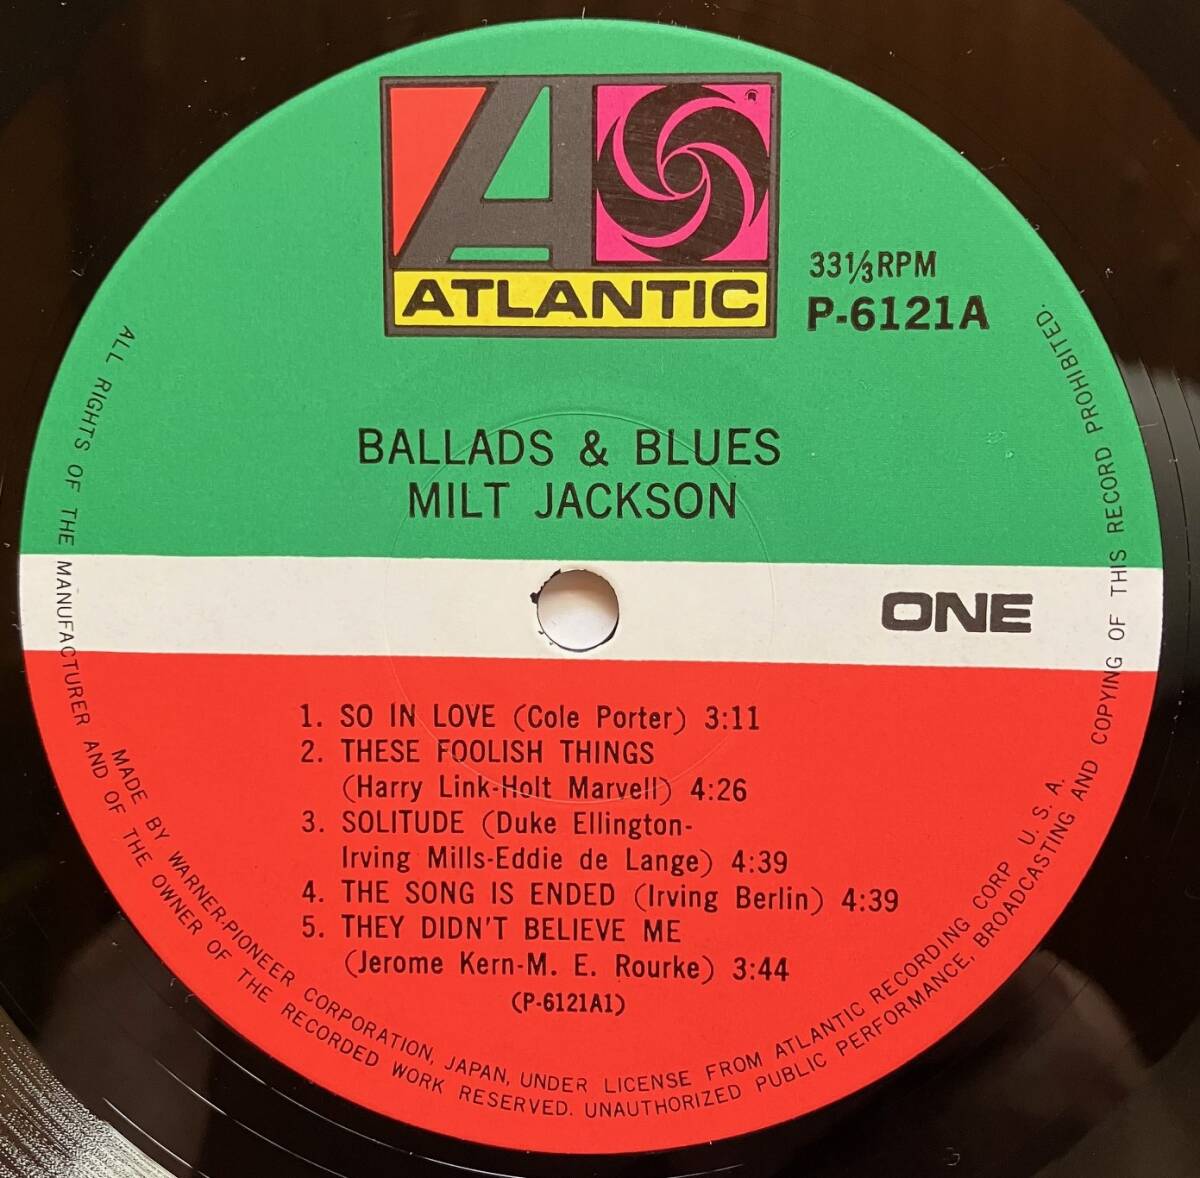 ATLANTIC
33⅓ RPM
P-6121A
BALLADS & BLUES
MILT JACKSON
ONE
1. SO IN LOVE (Cole Porter) 3:11
2. THESE FOOLISH THINGS
(Harry Link-Holt Marvell) 4:26
3. SOLITUDE (Duke Ellington-
Irving Mills-Eddie de Lange) 4:39
4. THE SONG IS ENDED (Irving Berlin) 4:39
5. THEY DIDN'T BELIEVE ME
(Jerome Kern-M. E. Rourke) 3:44
(P-6121A1)
MADE BY WARNER-PIONEER CORPORATION, JAPAN, UNDER LICENSE FROM ATLANTIC RECORDING CORP U. S. A.
ALL RIGHTS OF THE MANUFACTURER AND OF THE OWNER OF THE RECORDED WORK RESERVED. UNAUTHORIZED PUBLIC PERFORMANCE, BROADCASTING AND COPYING OF THIS RECORD PROHIBITED.